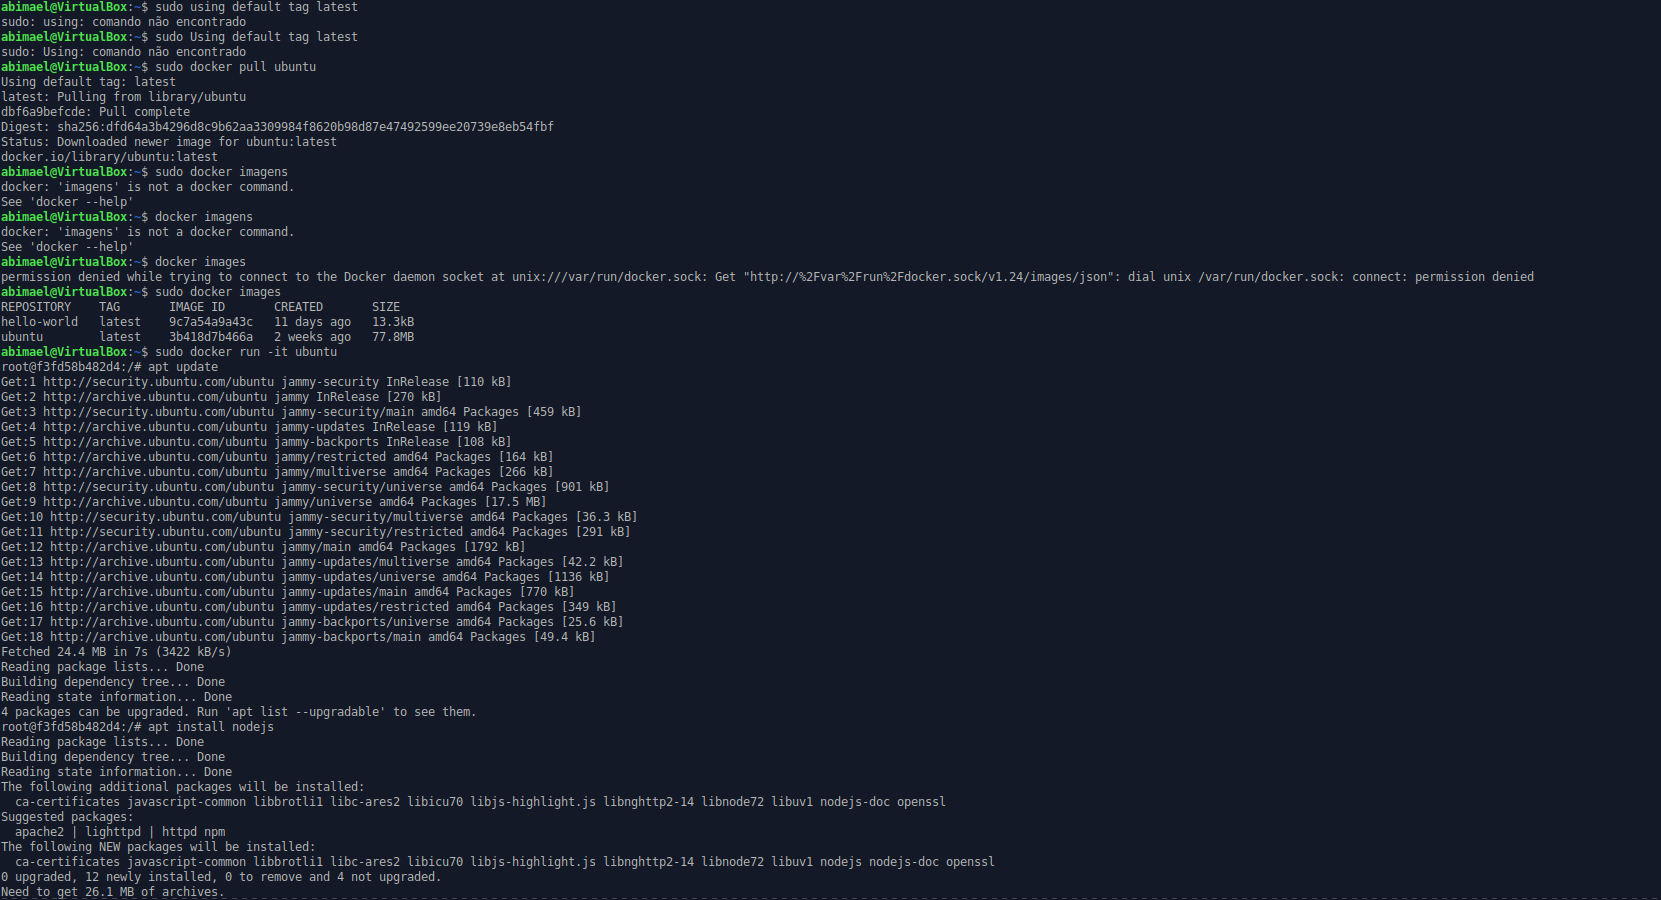 abimael@VirtualBox:~$ sudo using default tag latest
sudo: using: comando não encontrado
abimael@VirtualBox:~$ sudo Using default tag latest
sudo: Using: comando não encontrado
abimael@VirtualBox:~$ sudo docker pull ubuntu
Using default tag: latest
latest: Pulling from library/ubuntu
dbf6a9befcde: Pull complete
Digest: sha256:dfd64a3b4296d8c9b62aa3309984f8620b98d87e47492599ee20739e8eb54fbf
Status: Downloaded newer image for ubuntu:latest
docker.io/library/ubuntu:latest
abimael@VirtualBox:~$ sudo docker imagens
docker: 'imagens' is not a docker command.
See 'docker --help'
abimael@VirtualBox:~$ docker imagens
docker: 'imagens' is not a docker command.
See 'docker --help'
abimael@VirtualBox:~$ docker images
permission denied while trying to connect to the Docker daemon socket at unix:///var/run/docker.sock: Get "http://%2Fvar%2Frun%2Fdocker.sock/v1.24/images/json": dial unix /var/run/docker.sock: connect: permission denied
abimael@VirtualBox:~$ sudo docker images
REPOSITORY    TAG       IMAGE ID       CREATED       SIZE
hello-world   latest    9c7a54a9a43c   11 days ago   13.3kB
ubuntu        latest    3b418d7b466a   2 weeks ago   77.8MB
abimael@VirtualBox:~$ sudo docker run -it ubuntu
root@f3fd58b482d4:/# apt update
Get:1 http://security.ubuntu.com/ubuntu jammy-security InRelease [110 kB]
Get:2 http://archive.ubuntu.com/ubuntu jammy InRelease [270 kB]
Get:3 http://security.ubuntu.com/ubuntu jammy-security/main amd64 Packages [459 kB]
Get:4 http://archive.ubuntu.com/ubuntu jammy-updates InRelease [119 kB]
Get:5 http://archive.ubuntu.com/ubuntu jammy-backports InRelease [108 kB]
Get:6 http://archive.ubuntu.com/ubuntu jammy/restricted amd64 Packages [164 kB]
Get:7 http://archive.ubuntu.com/ubuntu jammy/multiverse amd64 Packages [266 kB]
Get:8 http://security.ubuntu.com/ubuntu jammy-security/universe amd64 Packages [901 kB]
Get:9 http://archive.ubuntu.com/ubuntu jammy/universe amd64 Packages [17.5 MB]
Get:10 http://security.ubuntu.com/ubuntu jammy-security/multiverse amd64 Packages [36.3 kB]
Get:11 http://security.ubuntu.com/ubuntu jammy-security/restricted amd64 Packages [291 kB]
Get:12 http://archive.ubuntu.com/ubuntu jammy/main amd64 Packages [1792 kB]
Get:13 http://archive.ubuntu.com/ubuntu jammy-updates/multiverse amd64 Packages [42.2 kB]
Get:14 http://archive.ubuntu.com/ubuntu jammy-updates/universe amd64 Packages [1136 kB]
Get:15 http://archive.ubuntu.com/ubuntu jammy-updates/main amd64 Packages [770 kB]
Get:16 http://archive.ubuntu.com/ubuntu jammy-updates/restricted amd64 Packages [349 kB]
Get:17 http://archive.ubuntu.com/ubuntu jammy-backports/universe amd64 Packages [25.6 kB]
Get:18 http://archive.ubuntu.com/ubuntu jammy-backports/main amd64 Packages [49.4 kB]
Fetched 24.4 MB in 7s (3422 kB/s)
Reading package lists... Done
Building dependency tree... Done
Reading state information... Done
4 packages can be upgraded. Run 'apt list --upgradable' to see them.
root@f3fd58b482d4:/# apt install nodejs
Reading package lists... Done
Building dependency tree... Done
Reading state information... Done
The following additional packages will be installed:
  ca-certificates javascript-common libbrotli1 libc-ares2 libicu70 libjs-highlight.js libnghttp2-14 libnode72 libuv1 nodejs-doc openssl
Suggested packages:
  apache2 | lighttpd | httpd npm
The following NEW packages will be installed:
  ca-certificates javascript-common libbrotli1 libc-ares2 libicu70 libjs-highlight.js libnghttp2-14 libnode72 libuv1 nodejs nodejs-doc openssl
0 upgraded, 12 newly installed, 0 to remove and 4 not upgraded.
Need to get 26.1 MB of archives.